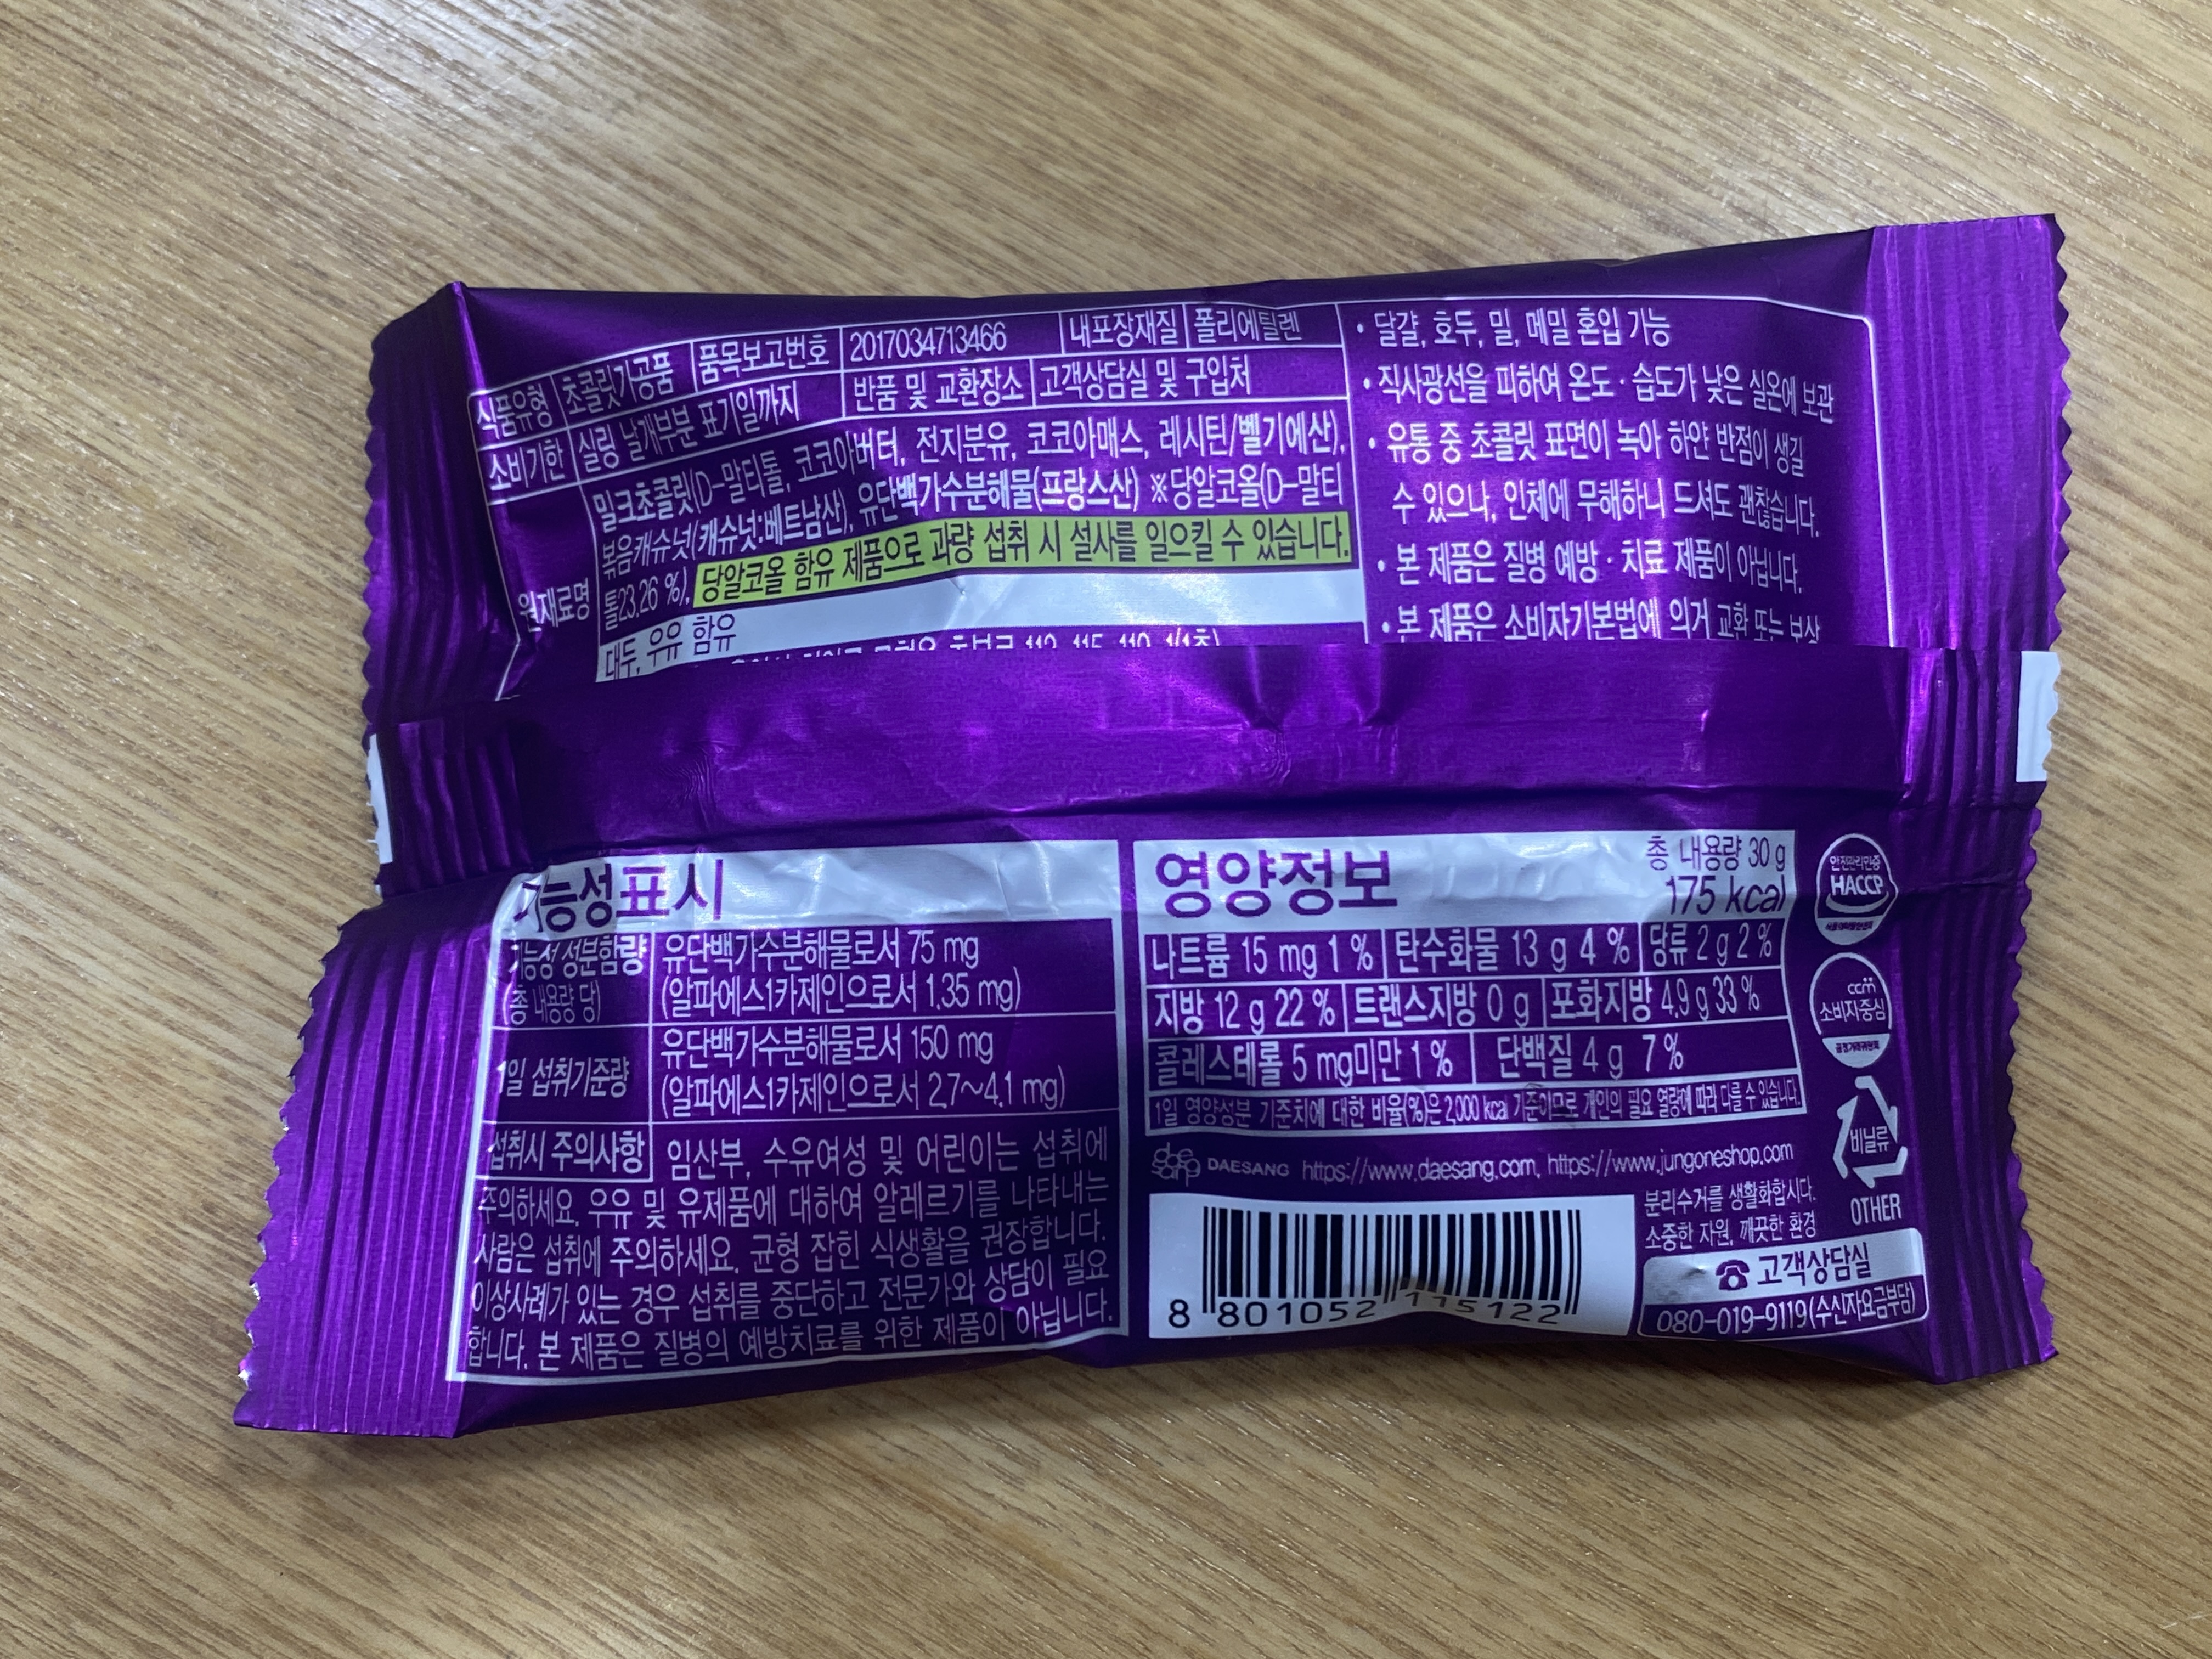 식품유형 초콜릿가공품 품목보고번호 2017034713466 내포장재질 폴리에틸렌
소비기한 실링 날개부분 표기일까지 반품 및 교환장소 고객상담실 및 구입처
원재료명
밀크초콜릿(D-말티톨, 코코아버터, 전지분유, 코코아매스, 레시틴/벨기에산),
볶음캐슈넛(캐슈넛:베트남산), 유단백가수분해물(프랑스산) ※당알코올(D-말티
톨23.26 %), 당알코올 함유 제품으로 과량 섭취 시 설사를 일으킬 수 있습니다.
대두, 우유 함유
• 달걀, 호두, 밀, 메밀 혼입 가능
• 직사광선을 피하여 온도·습도가 낮은 실온에 보관
• 유통 중 초콜릿 표면이 녹아 하얀 반점이 생길
수 있으나, 인체에 무해하니 드셔도 괜찮습니다.
• 본 제품은 질병 예방·치료 제품이 아닙니다.
• 본 제품은 소비자기본법에 의거 교환 또는 보상
기능성표시
기능성 성분함량 유단백가수분해물로서 75 mg
(총 내용량 당) (알파에스1카제인으로서 1.35 mg)
1일 섭취기준량 유단백가수분해물로서 150 mg
(알파에스1카제인으로서 2.7~4.1 mg)
섭취시 주의사항 임산부, 수유여성 및 어린이는 섭취에
주의하세요. 우유 및 유제품에 대하여 알레르기를 나타내는
사람은 섭취에 주의하세요. 균형 잡힌 식생활을 권장합니다.
이상사례가 있는 경우 섭취를 중단하고 전문가와 상담이 필요
합니다. 본 제품은 질병의 예방치료를 위한 제품이 아닙니다.
영양정보 총 내용량 30 g
175 kcal
나트륨 15 mg 1 % 탄수화물 13 g 4 % 당류 2 g 2 %
지방 12 g 22 % 트랜스지방 0 g 포화지방 4.9 g 33 %
콜레스테롤 5 mg미만 1 % 단백질 4 g 7 %
1일 영양성분 기준치에 대한 비율(%)은 2,000 kcal 기준이므로 개인의 필요 열량에 따라 다를 수 있습니다.
DAESANG https://www.daesang.com, https://www.jungoneshop.com
8 801052 115122
안전관리인증
HACCP
ccm
소비자중심
비닐류
OTHER
분리수거를 생활화합시다.
소중한 자원, 깨끗한 환경
☎ 고객상담실
080-019-9119(수신자요금부담)